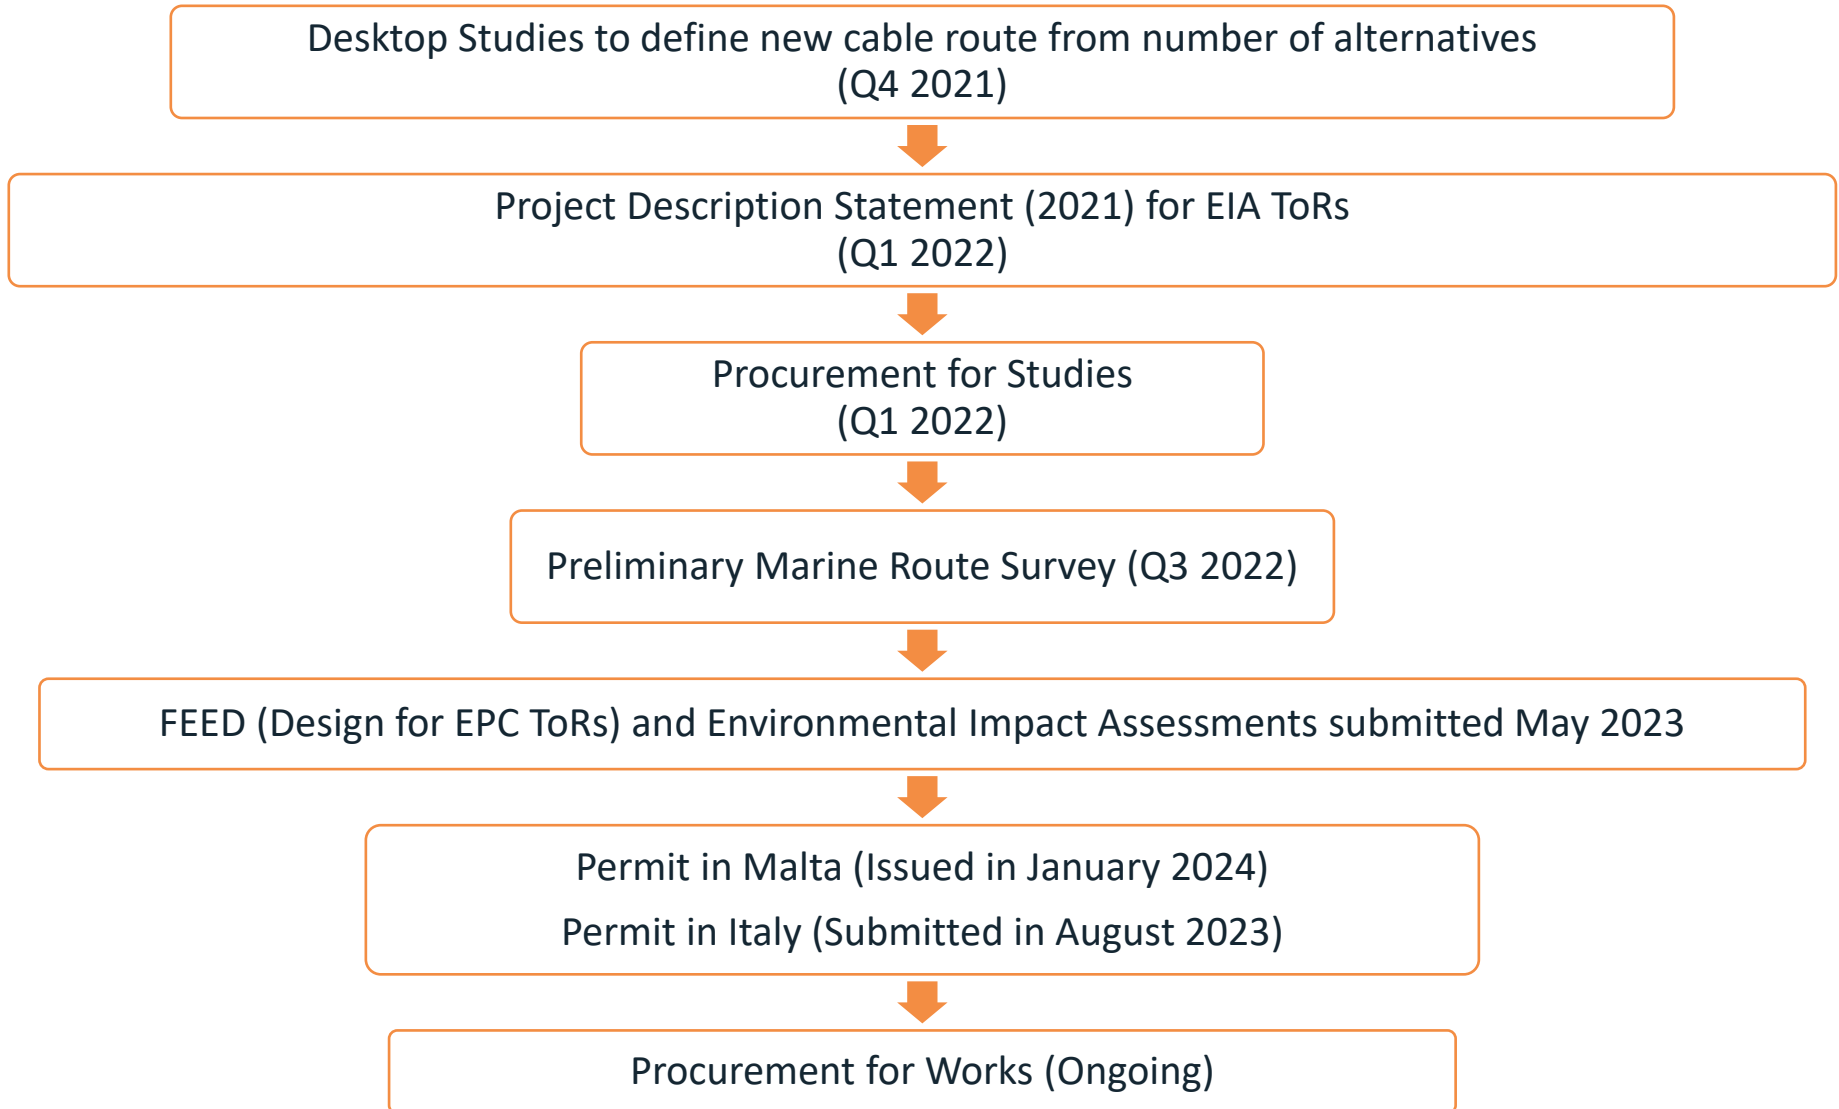 Desktop Studies to define new cable route from number of alternatives
(Q4 2021)
Project Description Statement (2021) for EIA ToRs
(Q1 2022)
Procurement for Studies
(Q1 2022)
Preliminary Marine Route Survey (Q3 2022)
FEED (Design for EPC ToRs) and Environmental Impact Assessments submitted May 2023
Permit in Malta (Issued in January 2024)
Permit in Italy (Submitted in August 2023)
Procurement for Works (Ongoing)